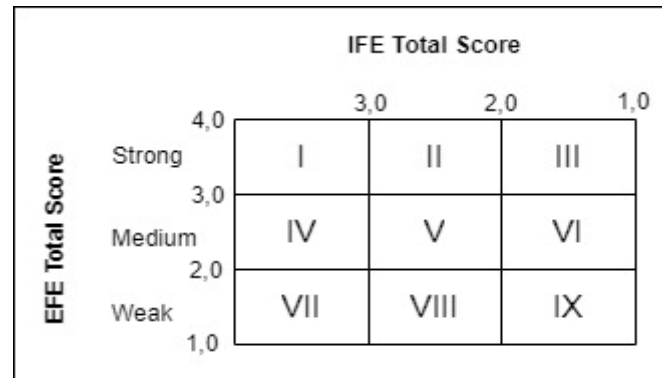 IFE Total Score
3,0 2,0 1,0
4,0
Strong I II III
3,0
Medium IV V VI
2,0
Weak VII VIII IX
1,0
EFE Total Score